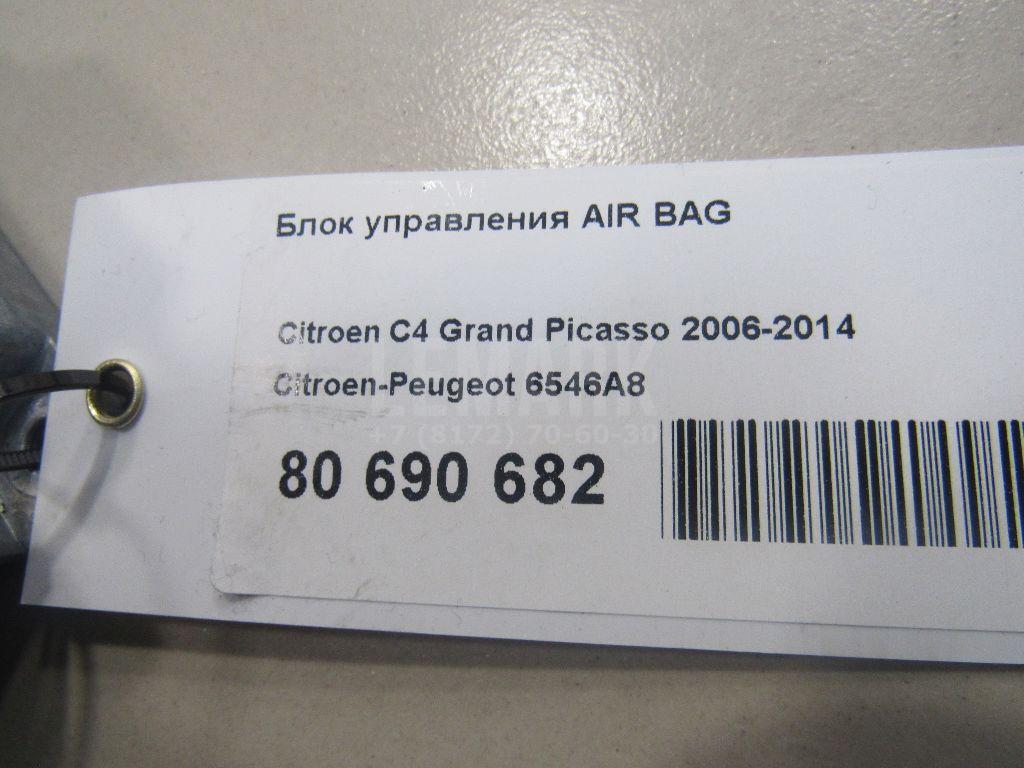 Блок управления AIR BAG
Citroen C4 Grand Picasso 2006-2014
LEMARK
Citroen-Peugeot 6546A8
+7 (8172) 70-60-30
80 690 682